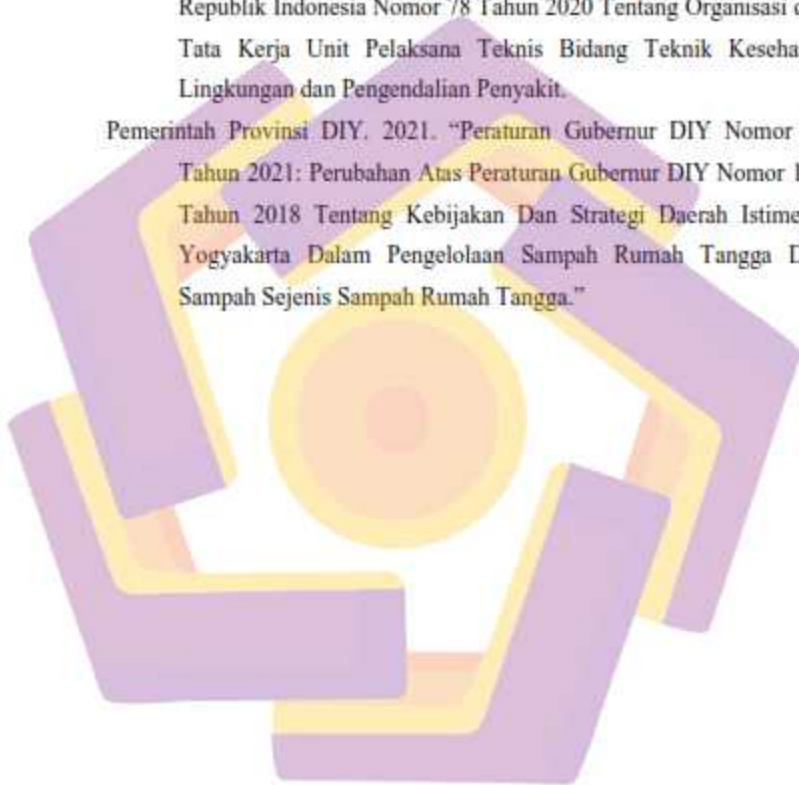 Republik Indonesia Nomor 78 Tahun 2020 Tentang Organisasi
Tata Kerja Unit Pelaksana Teknis Bidang Teknik
Lingkungan dan Pengendalian Penyakit.
Pemerintah Provinsi DIY. 2021. “Peraturan Gubernur DIY Nomor
Tahun 2021: Perubahan Atas Peraturan Gubernur DIY Nomor
Tahun 2018 Tentang Kebijakan Dan Strategi Daerah
Yogyakarta Dalam Pengelolaan Sampah Rumah Tangga
Sampah Sejenis Sampah Rumah Tangga.”